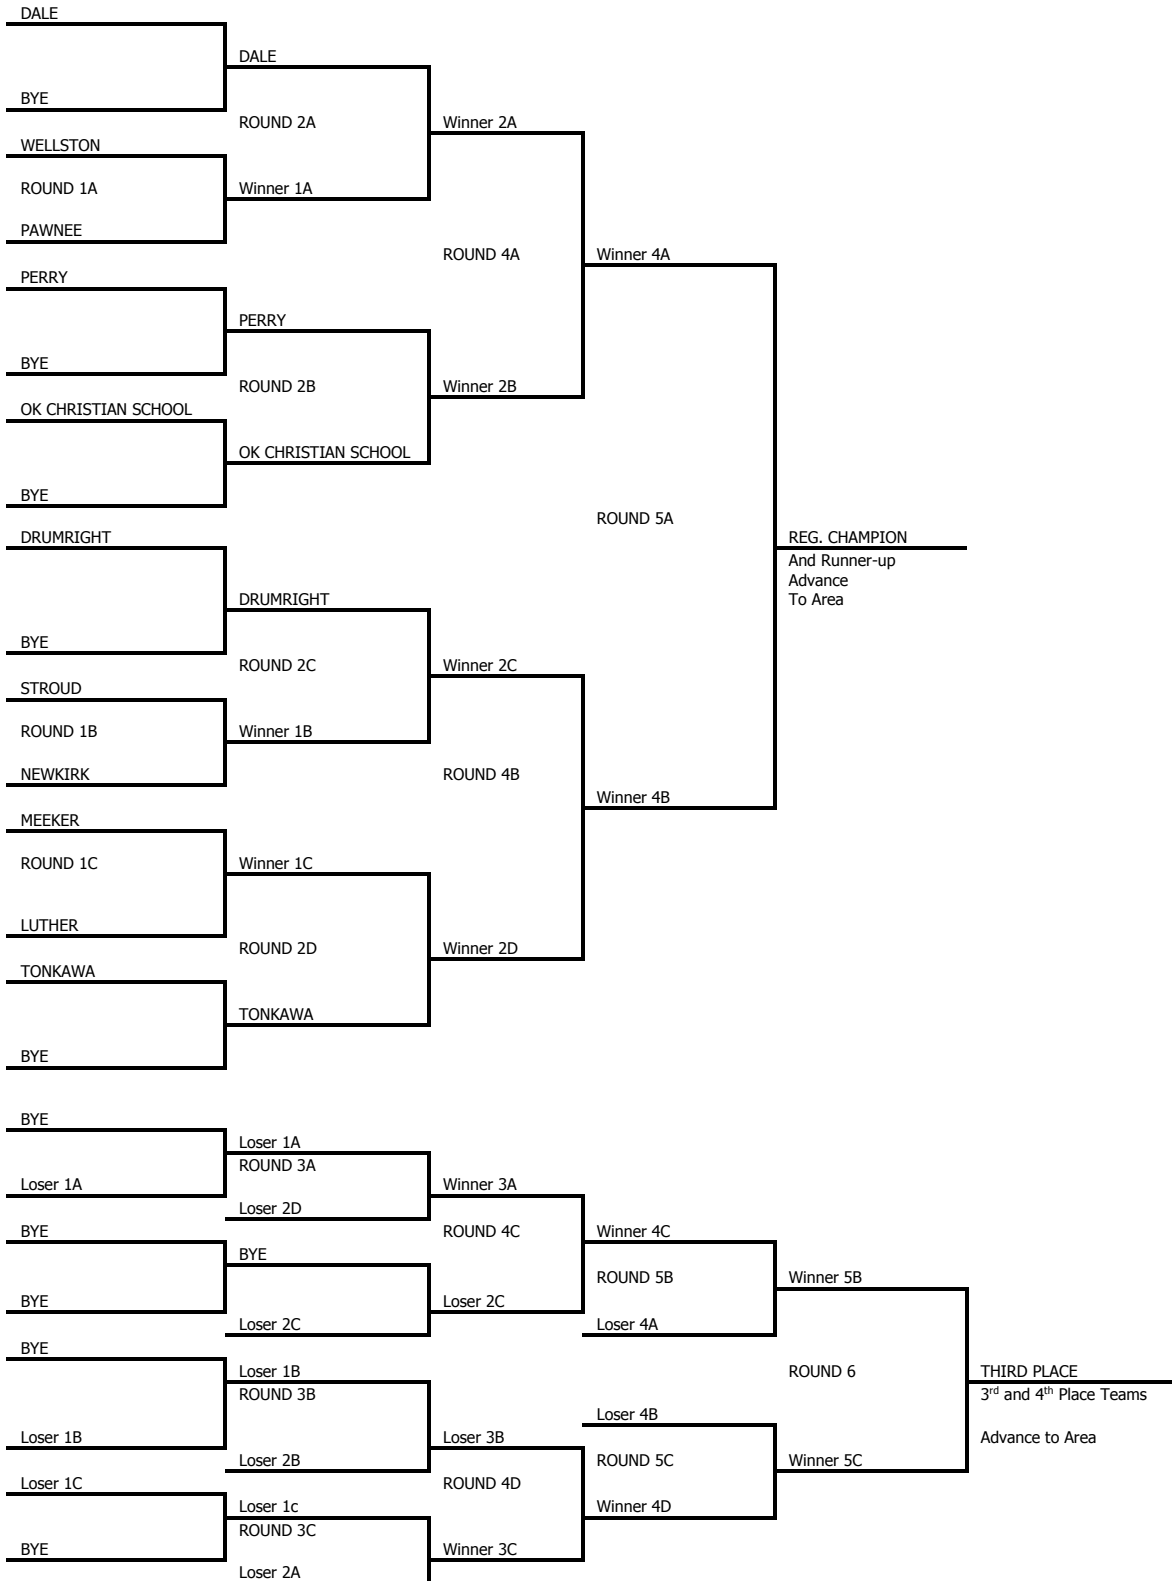 DALE
DALE
BYE
ROUND 2A
Winner 2A
WELLSTON
ROUND 1A
Winner 1A
PAWNEE
ROUND 4A
Winner 4A
PERRY
PERRY
BYE
ROUND 2B
Winner 2B
OK CHRISTIAN SCHOOL
OK CHRISTIAN SCHOOL
BYE
ROUND 5A
DRUMRIGHT
REG. CHAMPION
And Runner-up
Advance
To Area
DRUMRIGHT
BYE
ROUND 2C
Winner 2C
STROUD
ROUND 1B
Winner 1B
NEWKIRK
ROUND 4B
Winner 4B
MEEKER
ROUND 1C
Winner 1C
LUTHER
ROUND 2D
Winner 2D
TONKAWA
TONKAWA
BYE
BYE
Loser 1A
ROUND 3A
Loser 1A
Winner 3A
Loser 2D
BYE
ROUND 4C
Winner 4C
BYE
ROUND 5B
Winner 5B
BYE
Loser 2C
Loser 2C
Loser 4A
BYE
Loser 1B
ROUND 6
THIRD PLACE
ROUND 3B
3rd and 4th Place Teams
Loser 4B
Loser 1B
Loser 3B
Advance to Area
Loser 2B
ROUND 5C
Winner 5C
Loser 1C
ROUND 4D
Loser 1c
Winner 4D
ROUND 3C
BYE
Winner 3C
Loser 2A